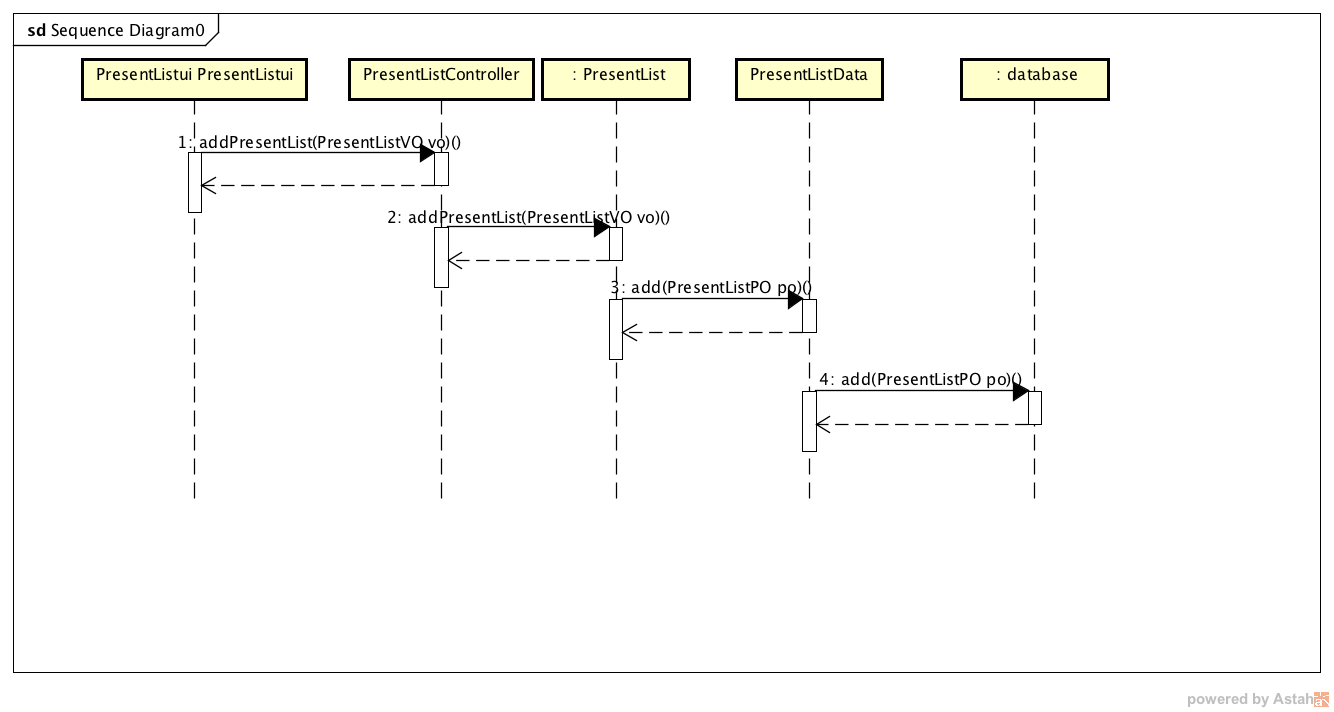 sd Sequence Diagram0
PresentListui PresentListui
PresentListController
: PresentList
PresentListData
: database
1: addPresentList(PresentListVO vo)()
2: addPresentList(PresentListVO vo)()
3: add(PresentListPO po)()
4: add(PresentListPO po)()
powered by Astah